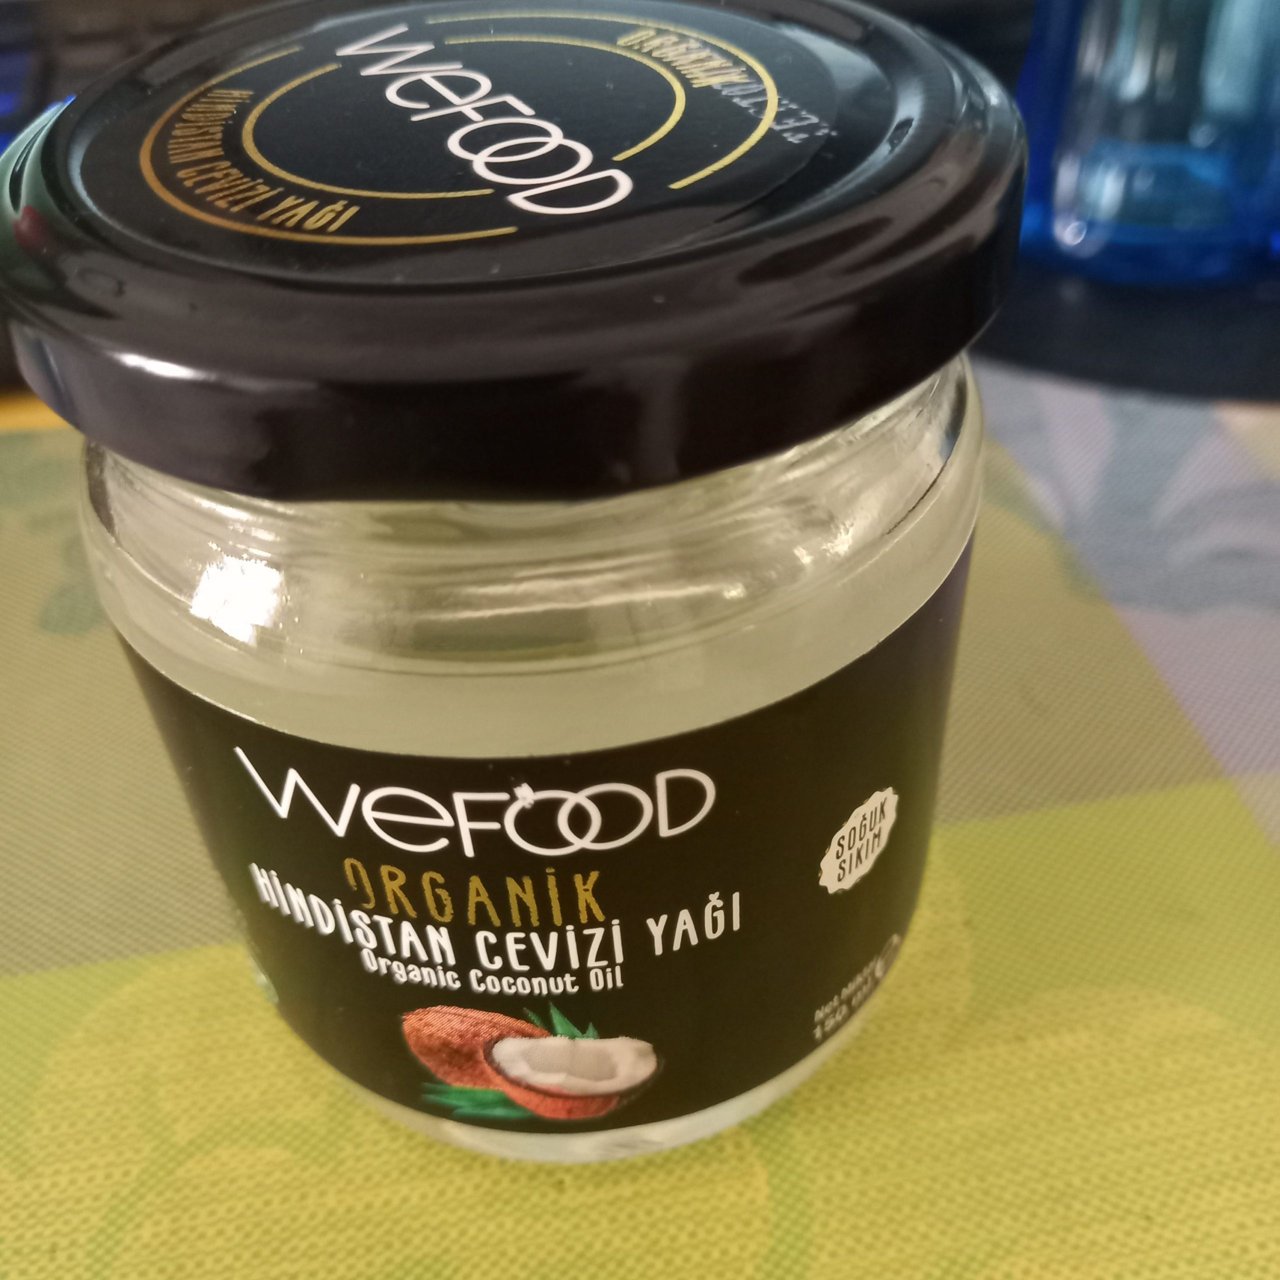 WEFOOD
HİNDİSTAN CEVİZİ YAĞI
WEFOOD
ORGANİK
HİNDİSTAN CEVİZİ YAĞI
Organic Coconut Oil
SOĞUK
SIKIM